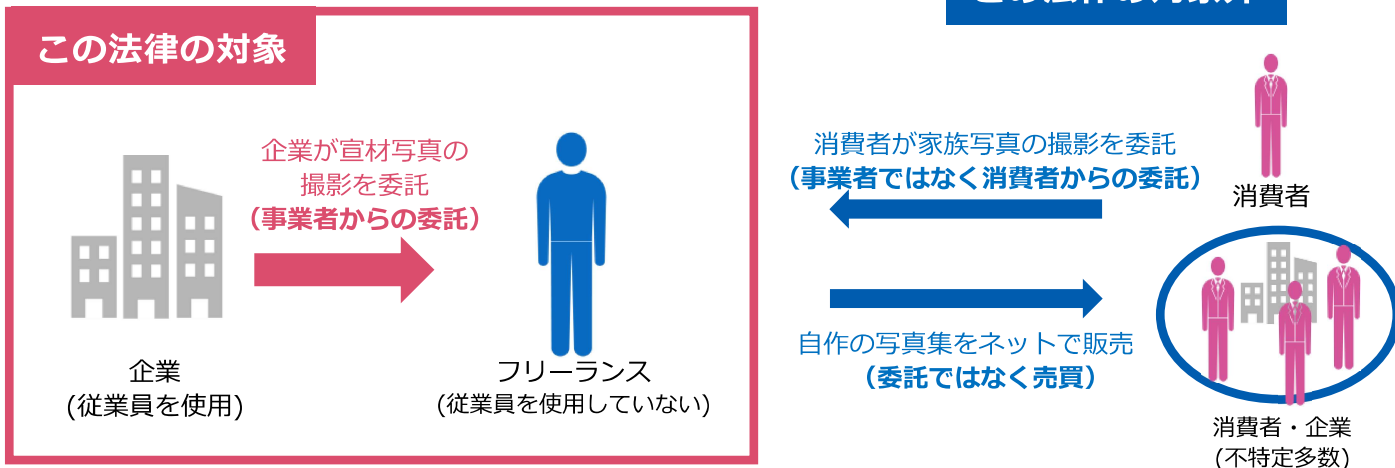 この法律の対象
企業が宣材写真の
撮影を委託
（事業者からの委託）
企業
(従業員を使用)
フリーランス
(従業員を使用していない)
消費者が家族写真の撮影を委託
（事業者ではなく消費者からの委託）
消費者
自作の写真集をネットで販売
（委託ではなく売買）
消費者・企業
(不特定多数)